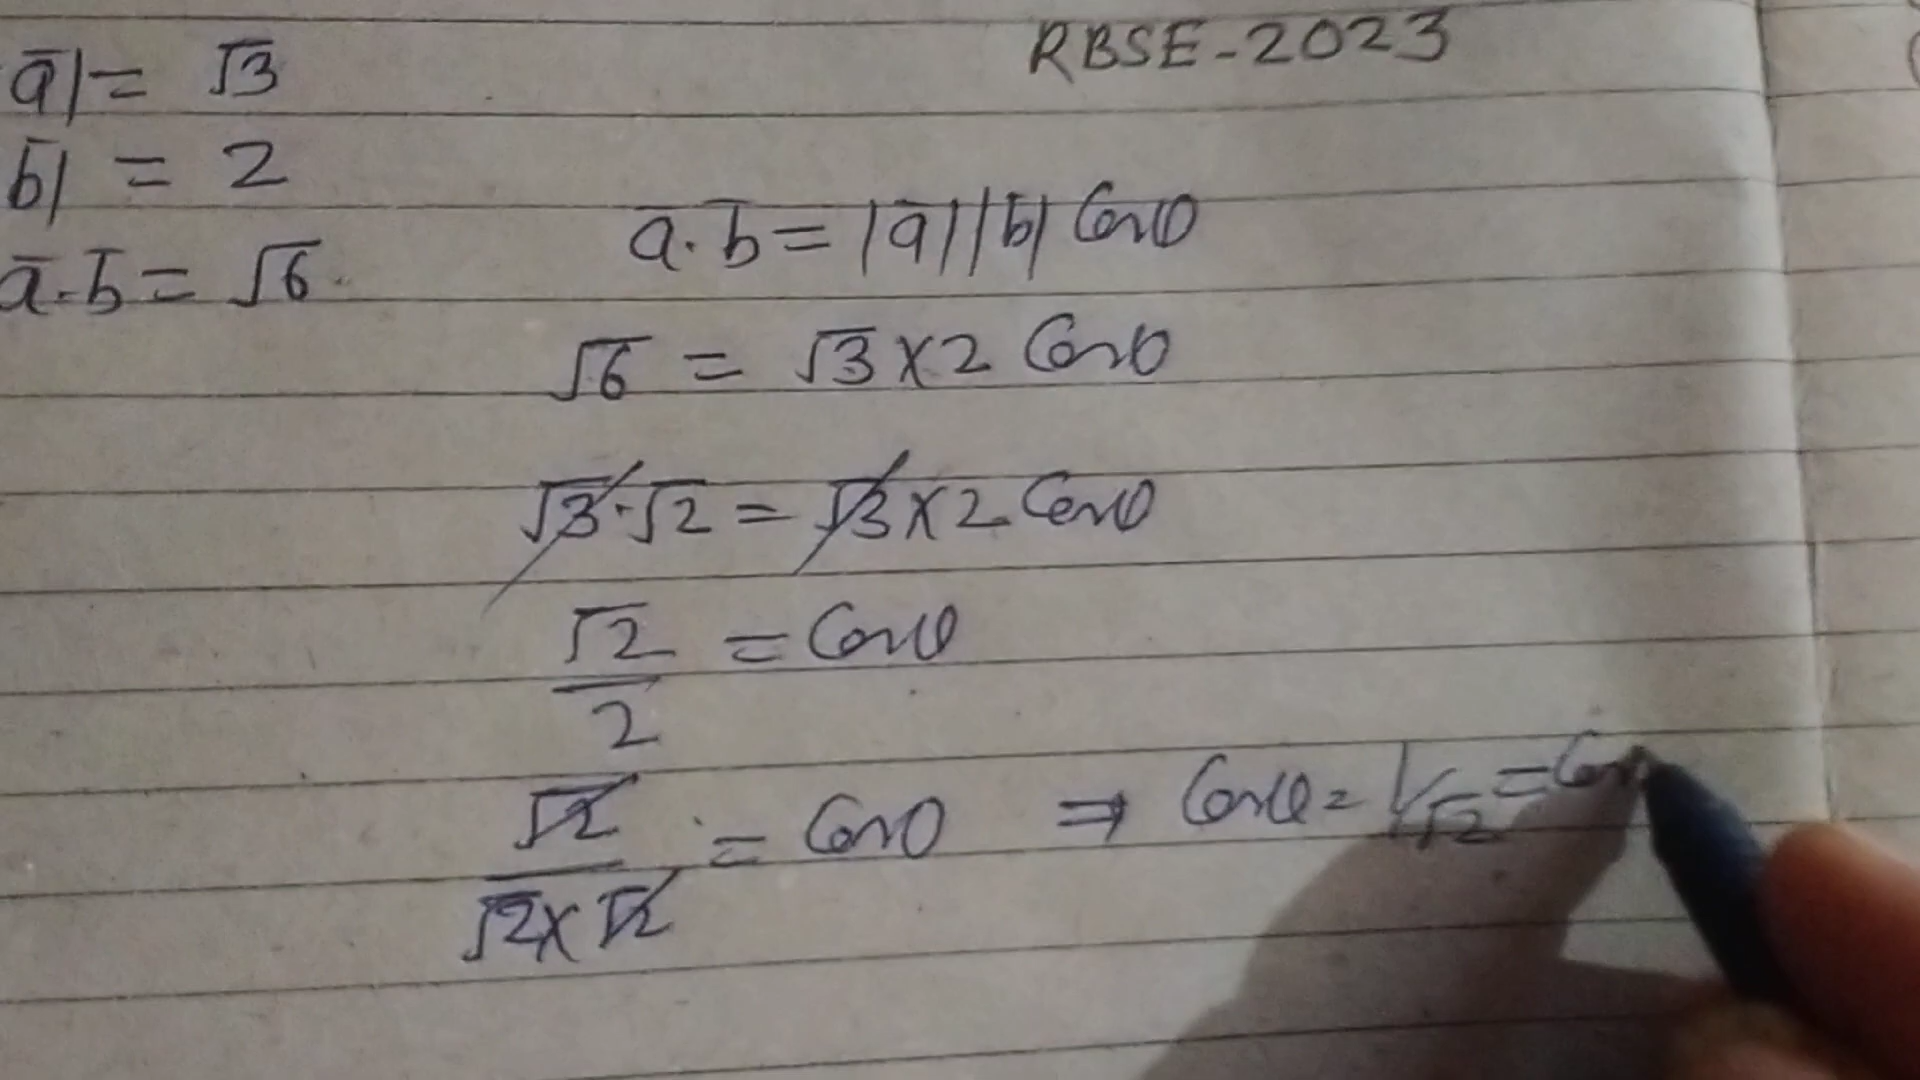 RBSE-2023
a̅| = √3
b̅| = 2
a̅.b̅ = √6
a̅.b̅ = |a̅||b̅| Cosθ
√6 = √3 × 2 Cosθ
√3.√2 = √3 × 2 Cosθ
√2/2 = Cosθ
√2/√2×√2 = Cosθ ⇒ Cosθ = 1/√2 = Cos